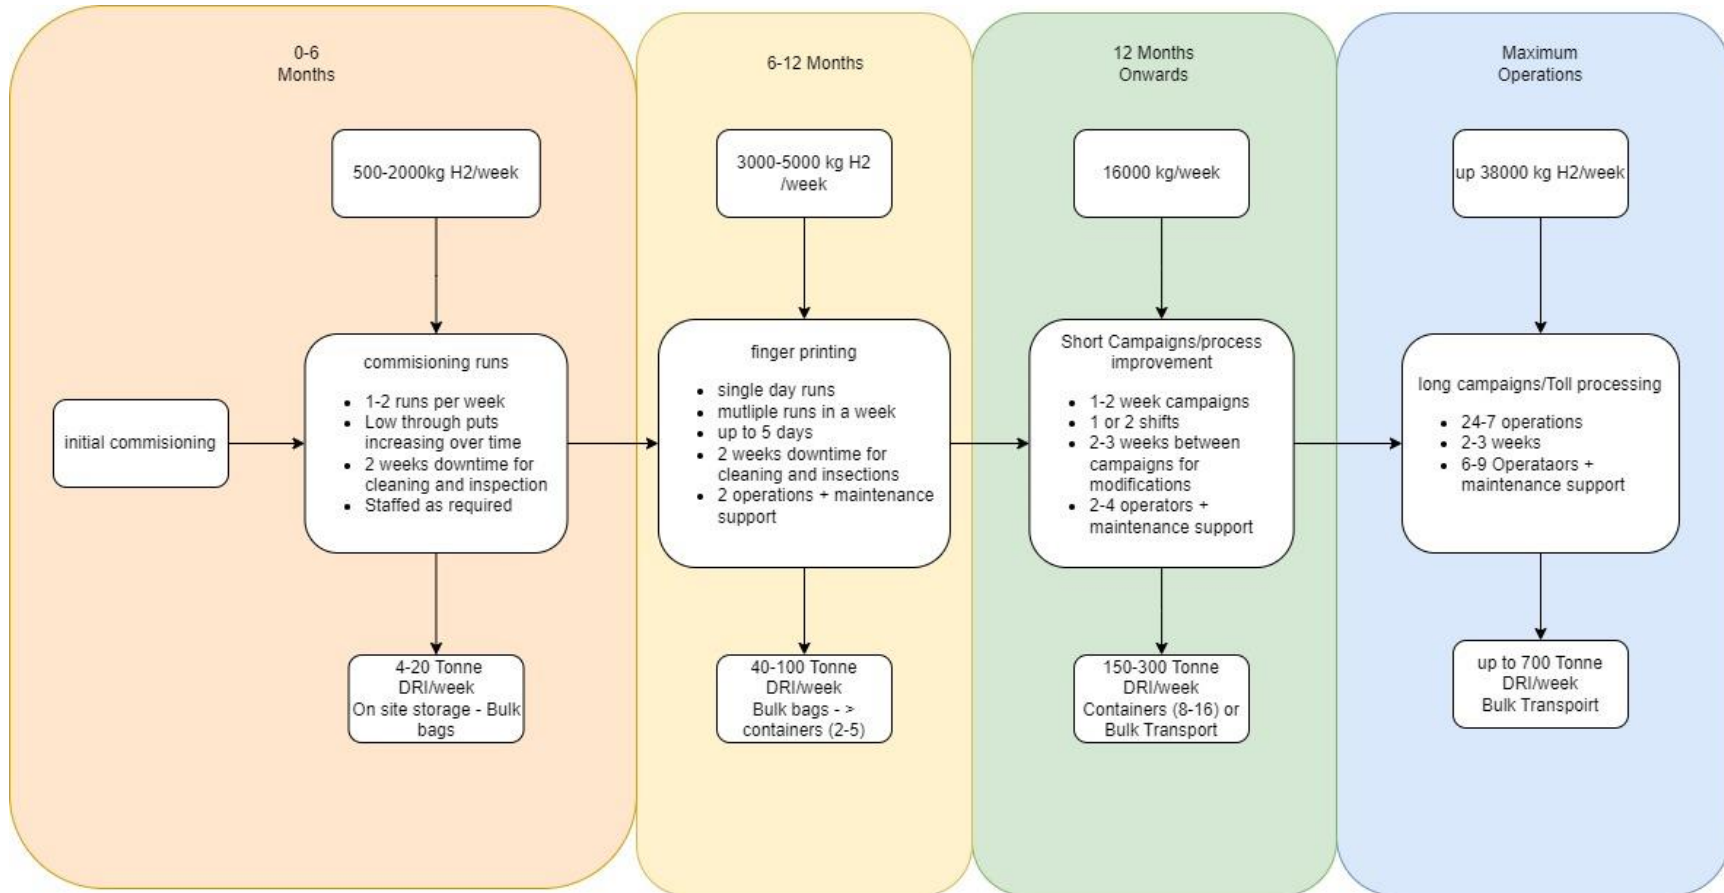 0-6
Months
6-12 Months
12 Months
Onwards
Maximum
Operations
500-2000kg H2/week
3000-5000 kg H2
/week
16000 kg/week
up 38000 kg H2/week
initial commisioning
commisioning runs
• 1-2 runs per week
• Low through puts
increasing over time
• 2 weeks downtime for
cleaning and inspection
• Staffed as required
finger printing
• single day runs
• mutliple runs in a week
• up to 5 days
• 2 weeks downtime for
cleaning and insections
• 2 operations + maintenance
support
Short Campaigns/process
improvement
• 1-2 week campaigns
• 1 or 2 shifts
• 2-3 weeks between
campaigns for
modifications
• 2-4 operators +
maintenance support
long campaigns/Toll processing
• 24-7 operations
• 2-3 weeks
• 6-9 Operataors +
maintenance support
4-20 Tonne
DRI/week
On site storage - Bulk
bags
40-100 Tonne
DRI/week
Bulk bags - >
containers (2-5)
150-300 Tonne
DRI/week
Containers (8-16) or
Bulk Transport
up to 700 Tonne
DRI/week
Bulk Transpoirt